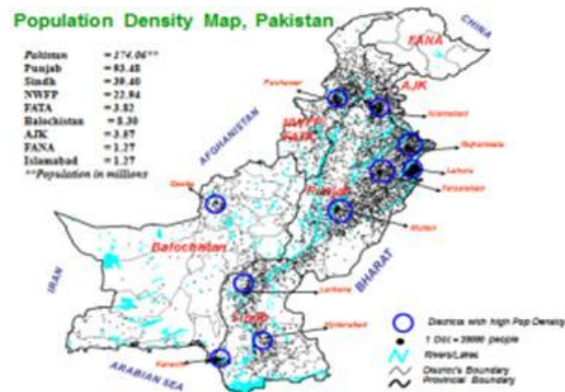 Population Density Map, Pakistan
Pakistan = 174.06**
Punjab = 93.48
Sindh = 39.40
NWFP = 22.94
FATA = 3.82
Balochistan = 8.30
AJK = 3.87
FANA = 1.27
Islamabad = 1.27
**Population in millions
CHINA
FANA
AJK
Peshawar
Islamabad
NWFP
AFGHANISTAN
Lahore
Faisalabad
Quetta
Punjab
Multan
Balochistan
BHARAT
IRAN
Larkana
Hyderabad
Karachi
ARABIAN SEA
Districts with high Pop Density
1 Dot = 20000 people
Rivers/Lakes
District's Boundary
Provincial Boundary